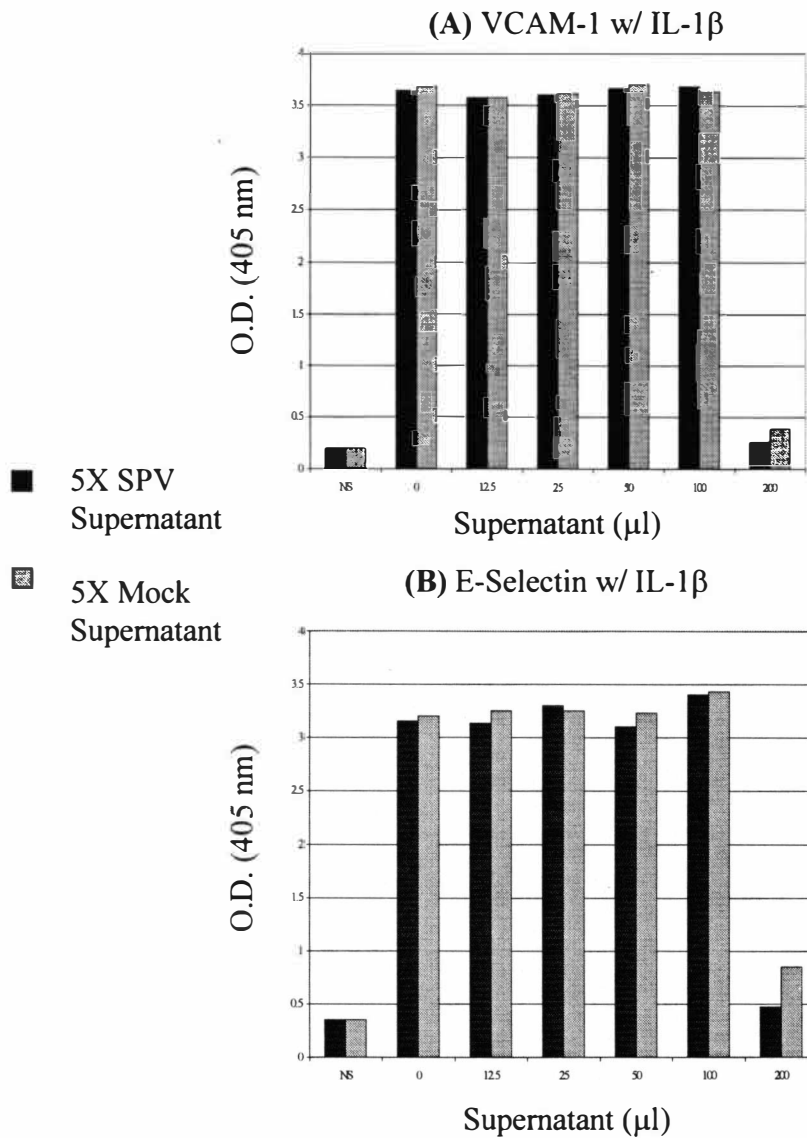 (A) VCAM-1 w/ IL-1β
4
3.5
3
2.5
2
1.5
1
0.5
0
O.D. (405 nm)
NS 0 12.5 25 50 100 200
Supernatant (μl)
5X SPV
Supernatant
5X Mock
Supernatant
(B) E-Selectin w/ IL-1β
4
3.5
3
2.5
2
1.5
1
0.5
0
O.D. (405 nm)
NS 0 12.5 25 50 100 200
Supernatant (μl)